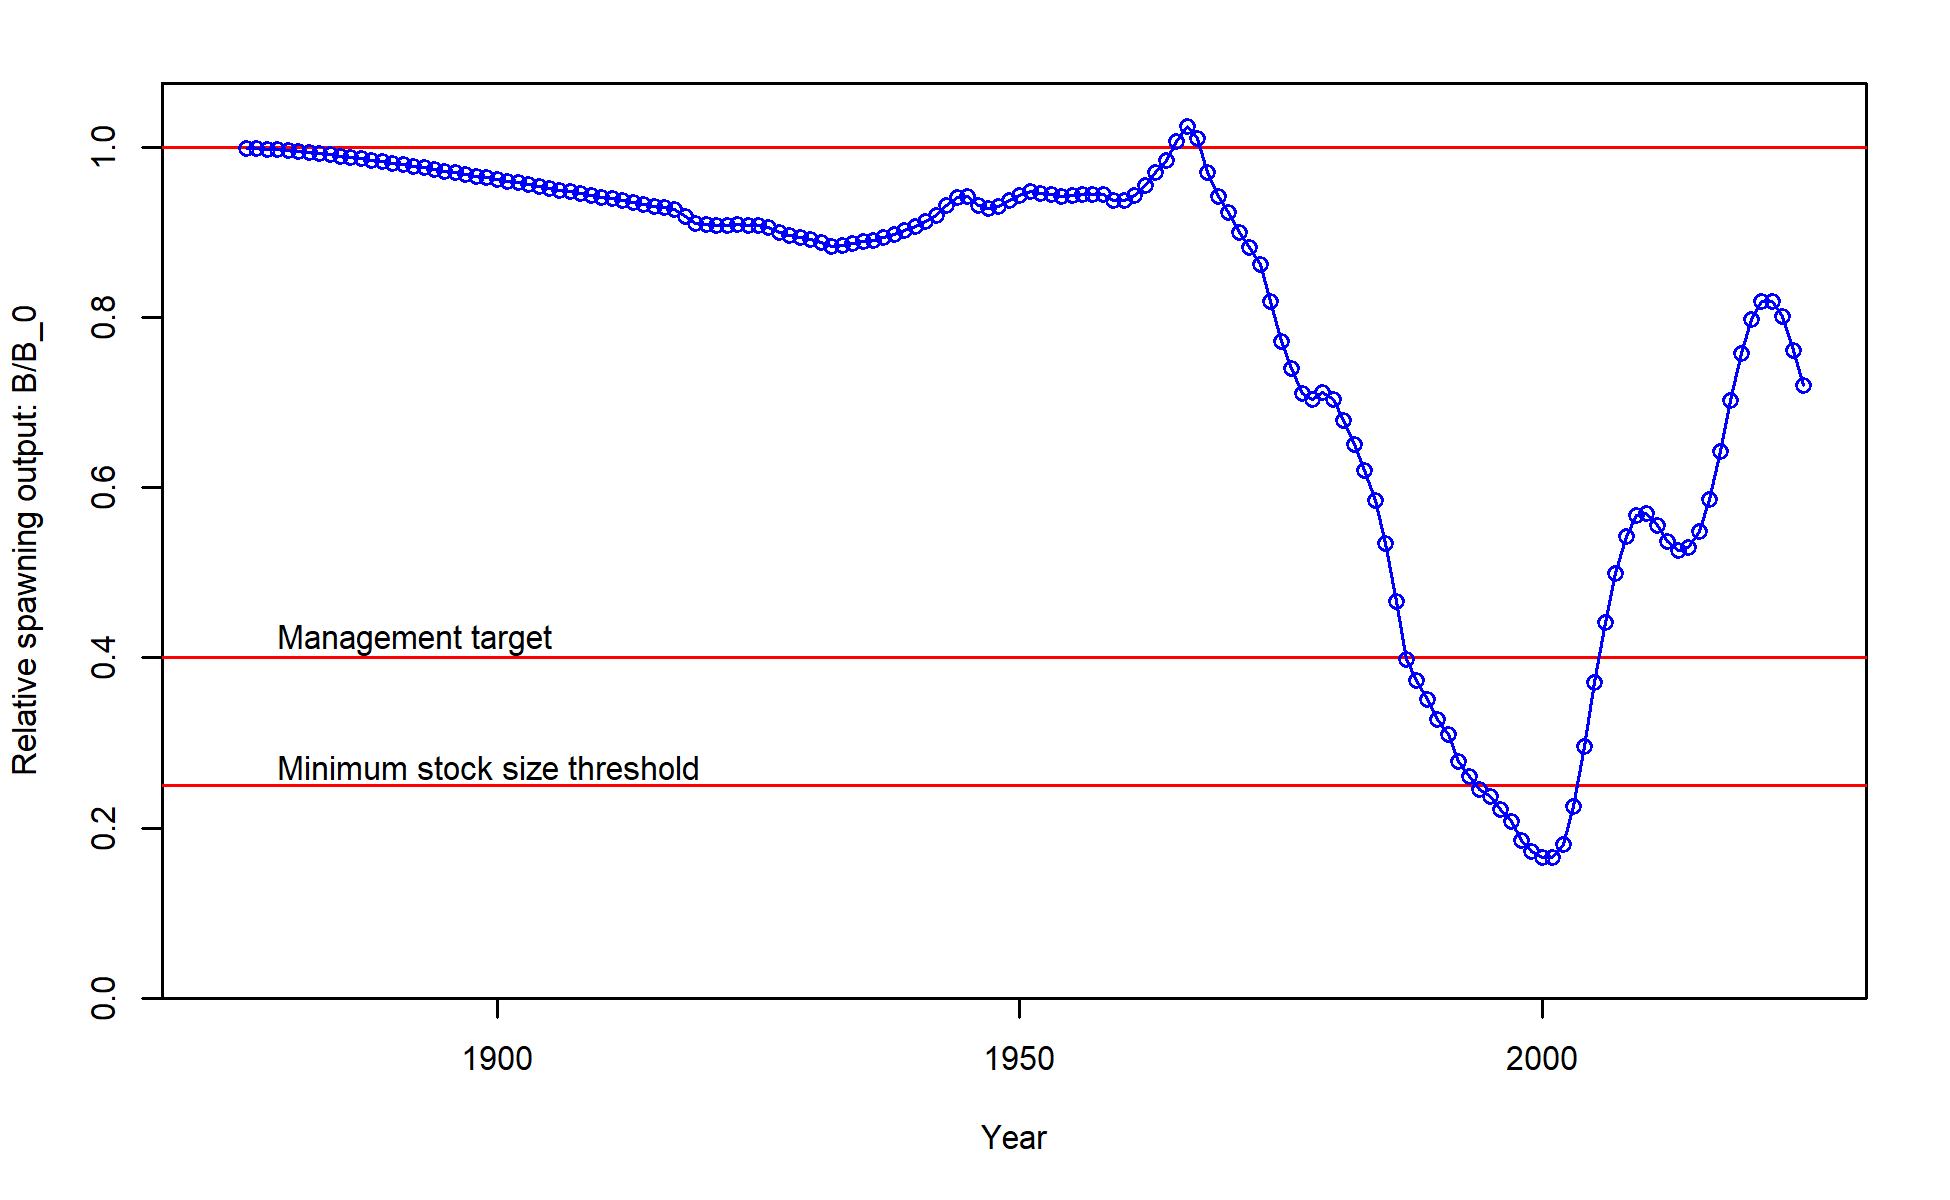 Relative spawning output: B/B_0
1.0
0.8
0.6
0.4
0.2
0.0
Management target
Minimum stock size threshold
1900
1950
2000
Year